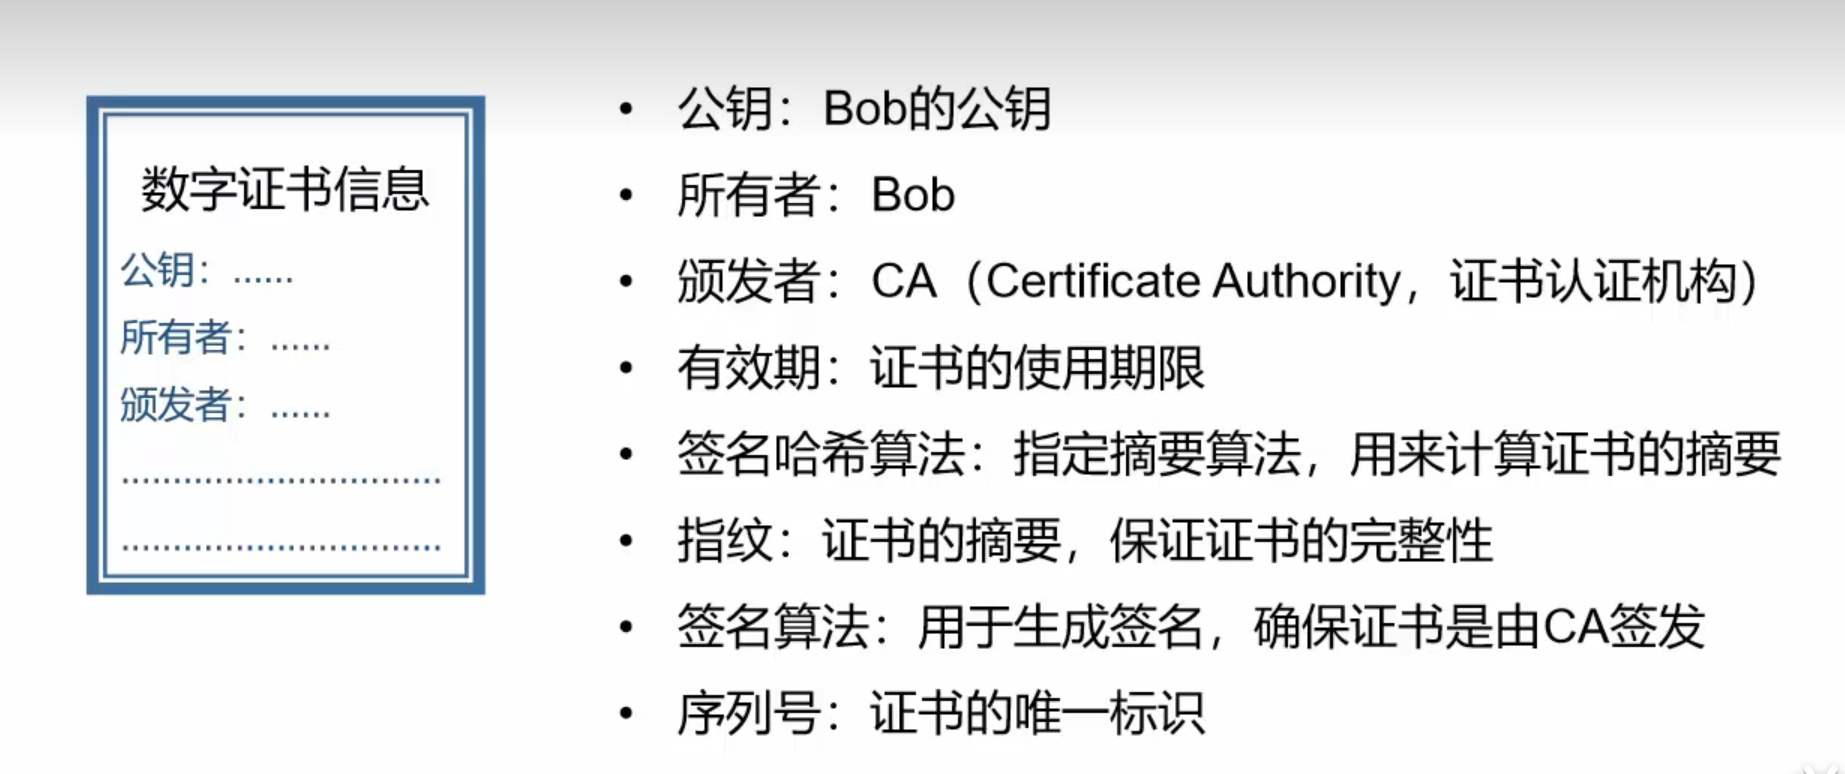 数字证书信息
公钥：......
所有者：......
颁发者：......
.....................................
.....................................
• 公钥：Bob的公钥
• 所有者：Bob
• 颁发者：CA（Certificate Authority，证书认证机构）
• 有效期：证书的使用期限
• 签名哈希算法：指定摘要算法，用来计算证书的摘要
• 指纹：证书的摘要，保证证书的完整性
• 签名算法：用于生成签名，确保证书是由CA签发
• 序列号：证书的唯一标识